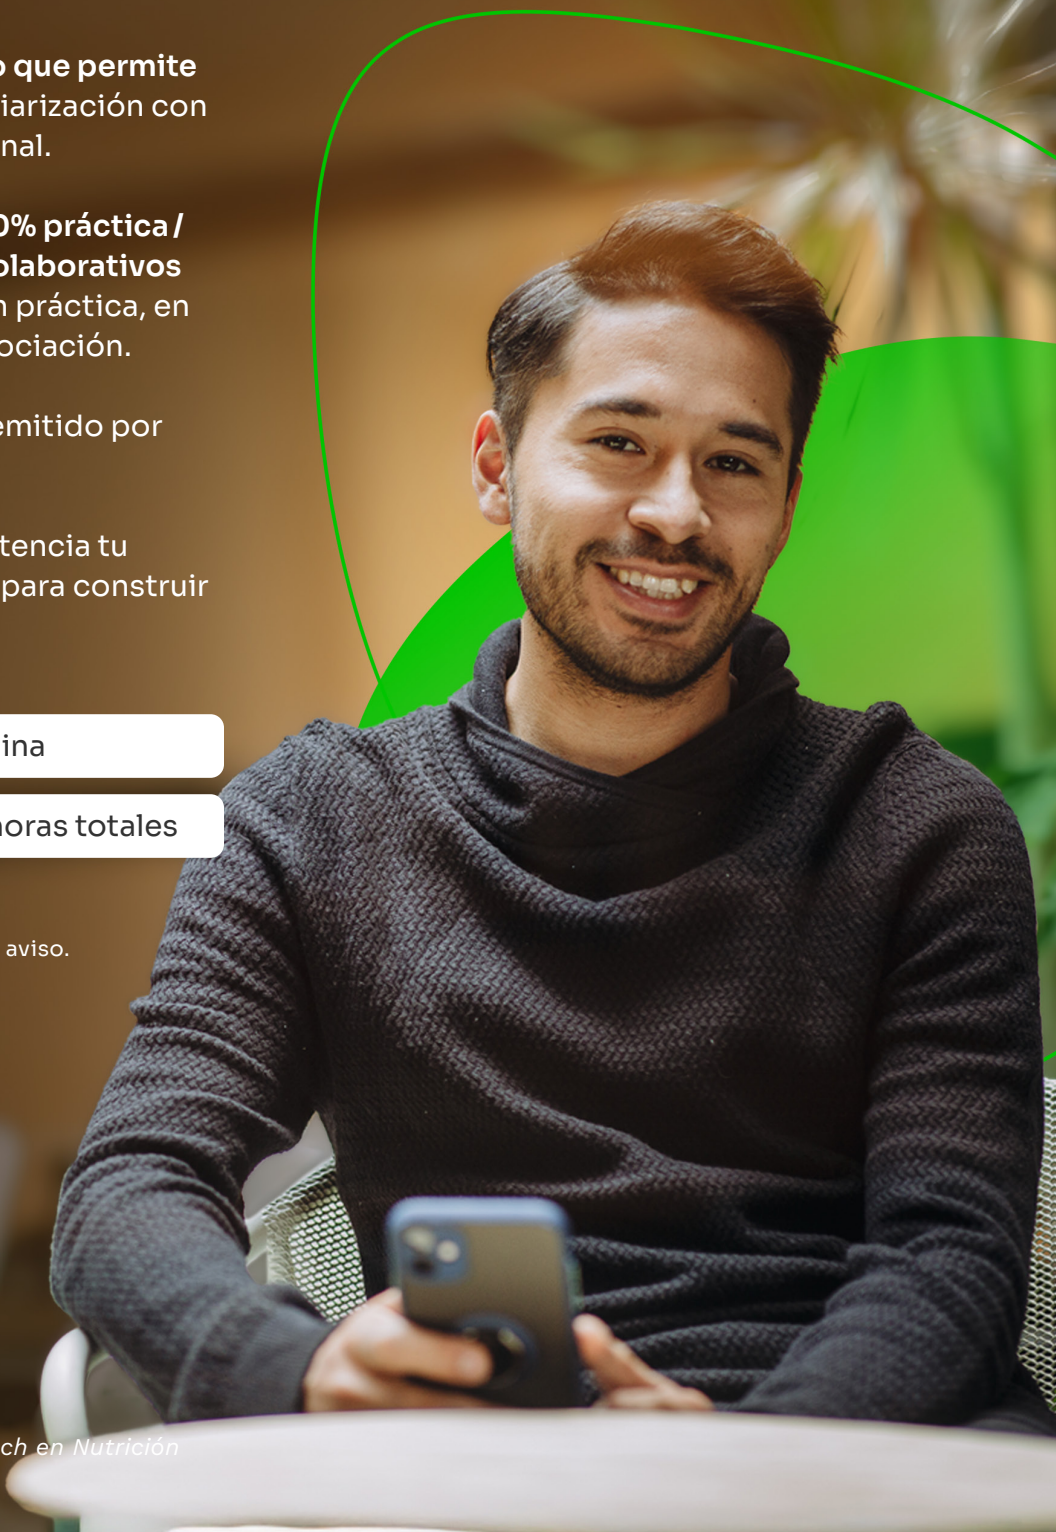 o que permite
iarización con
nal.
0% práctica /
olaborativos
n práctica, en
ociación.
emitido por
tencia tu
para construir
ina
horas totales
aviso.
ch en Nutrición